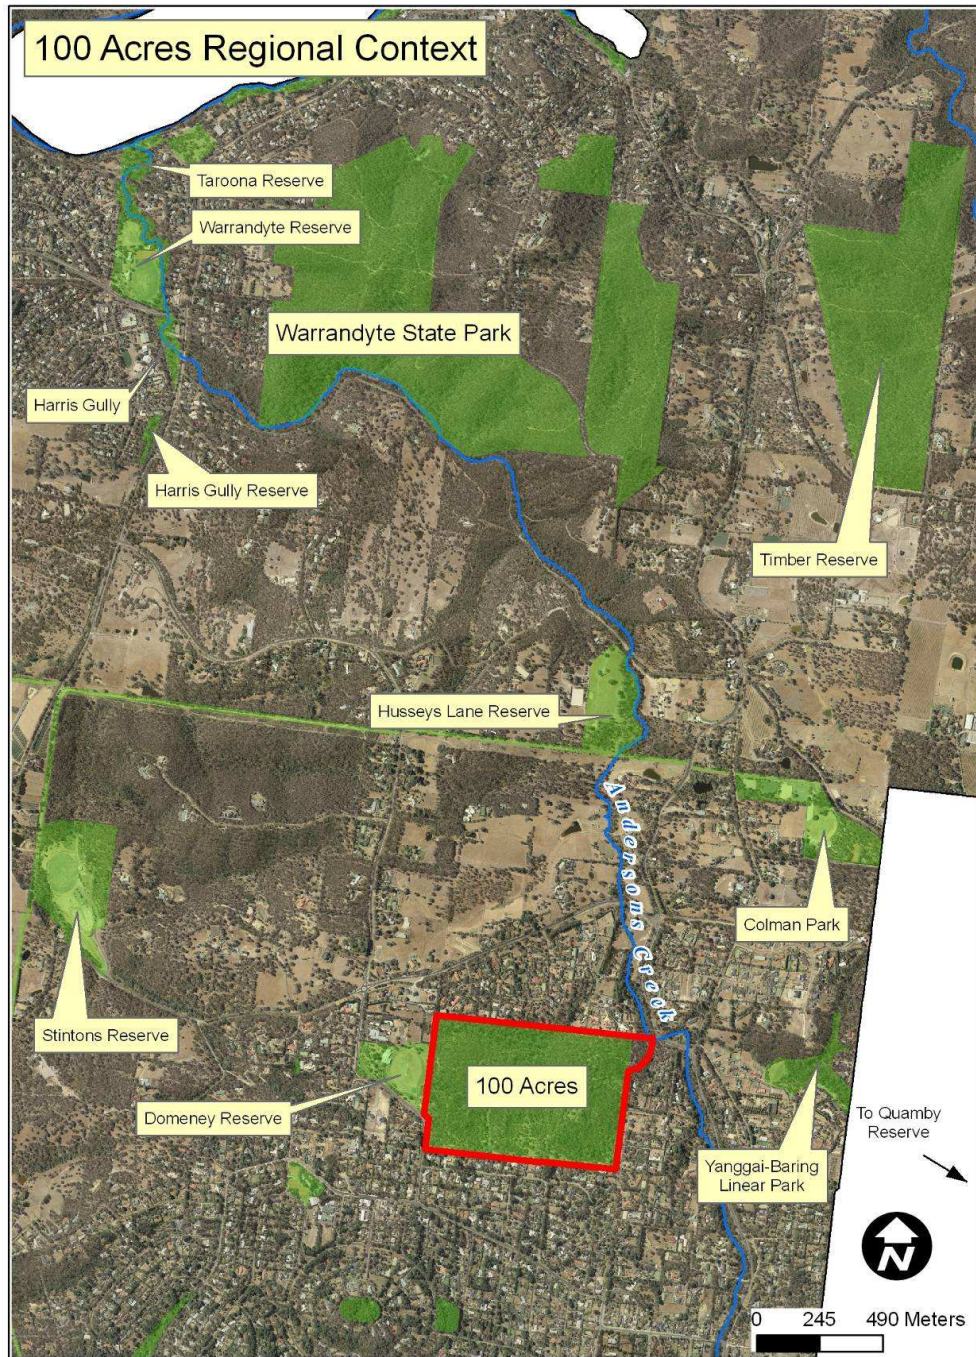 100 Acres Regional Context
Taroona Reserve
Warrandyte Reserve
Warrandyte State Park
Harris Gully
Harris Gully Reserve
Timber Reserve
Husseys Lane Reserve
Andersons Creek
Colman Park
Stintons Reserve
100 Acres
Domeney Reserve
To Quamby
Reserve
Yanggai-Baring
Linear Park
N
0 245 490 Meters